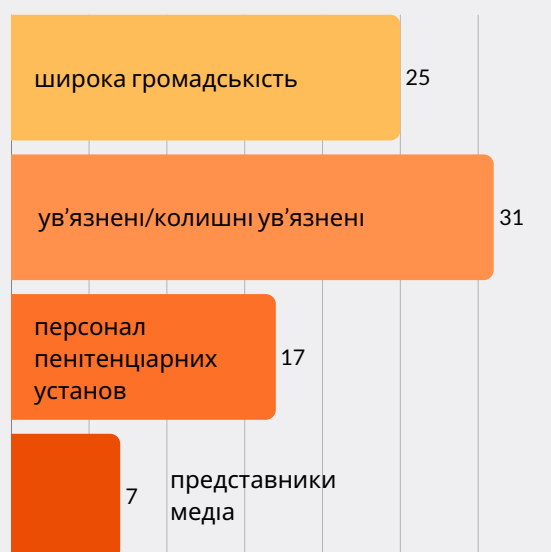 широка громадськість
25
ув’язнені/колишні ув’язнені
31
персонал
пенітенціарних
установ
17
7
представники
медіа